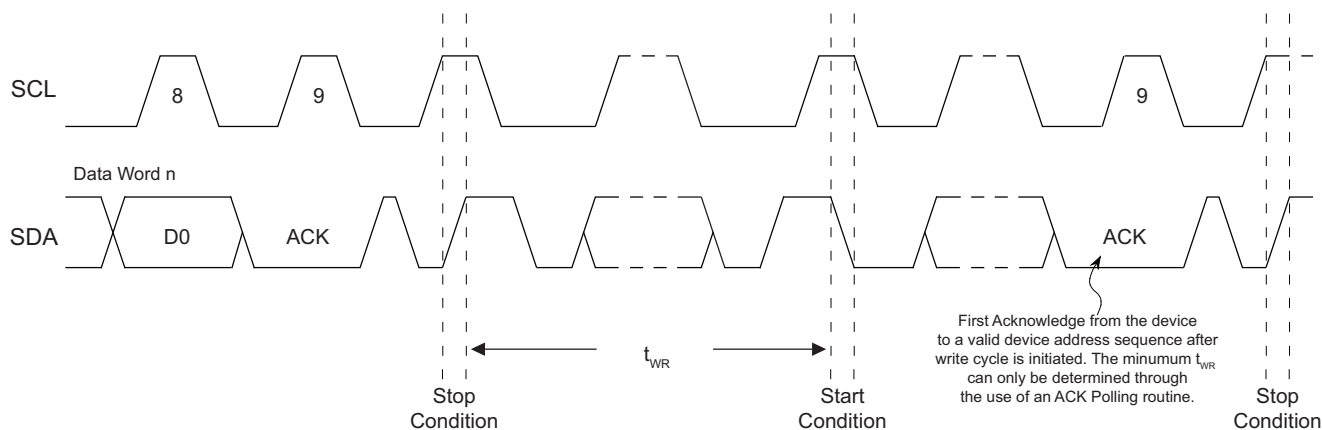 SCL
8
9
9
Data Word n
SDA
D0
ACK
ACK
First Acknowledge from the device
to a valid device address sequence after
write cycle is initiated. The minumum tWR
can only be determined through
the use of an ACK Polling routine.
tWR
Stop
Condition
Start
Condition
Stop
Condition